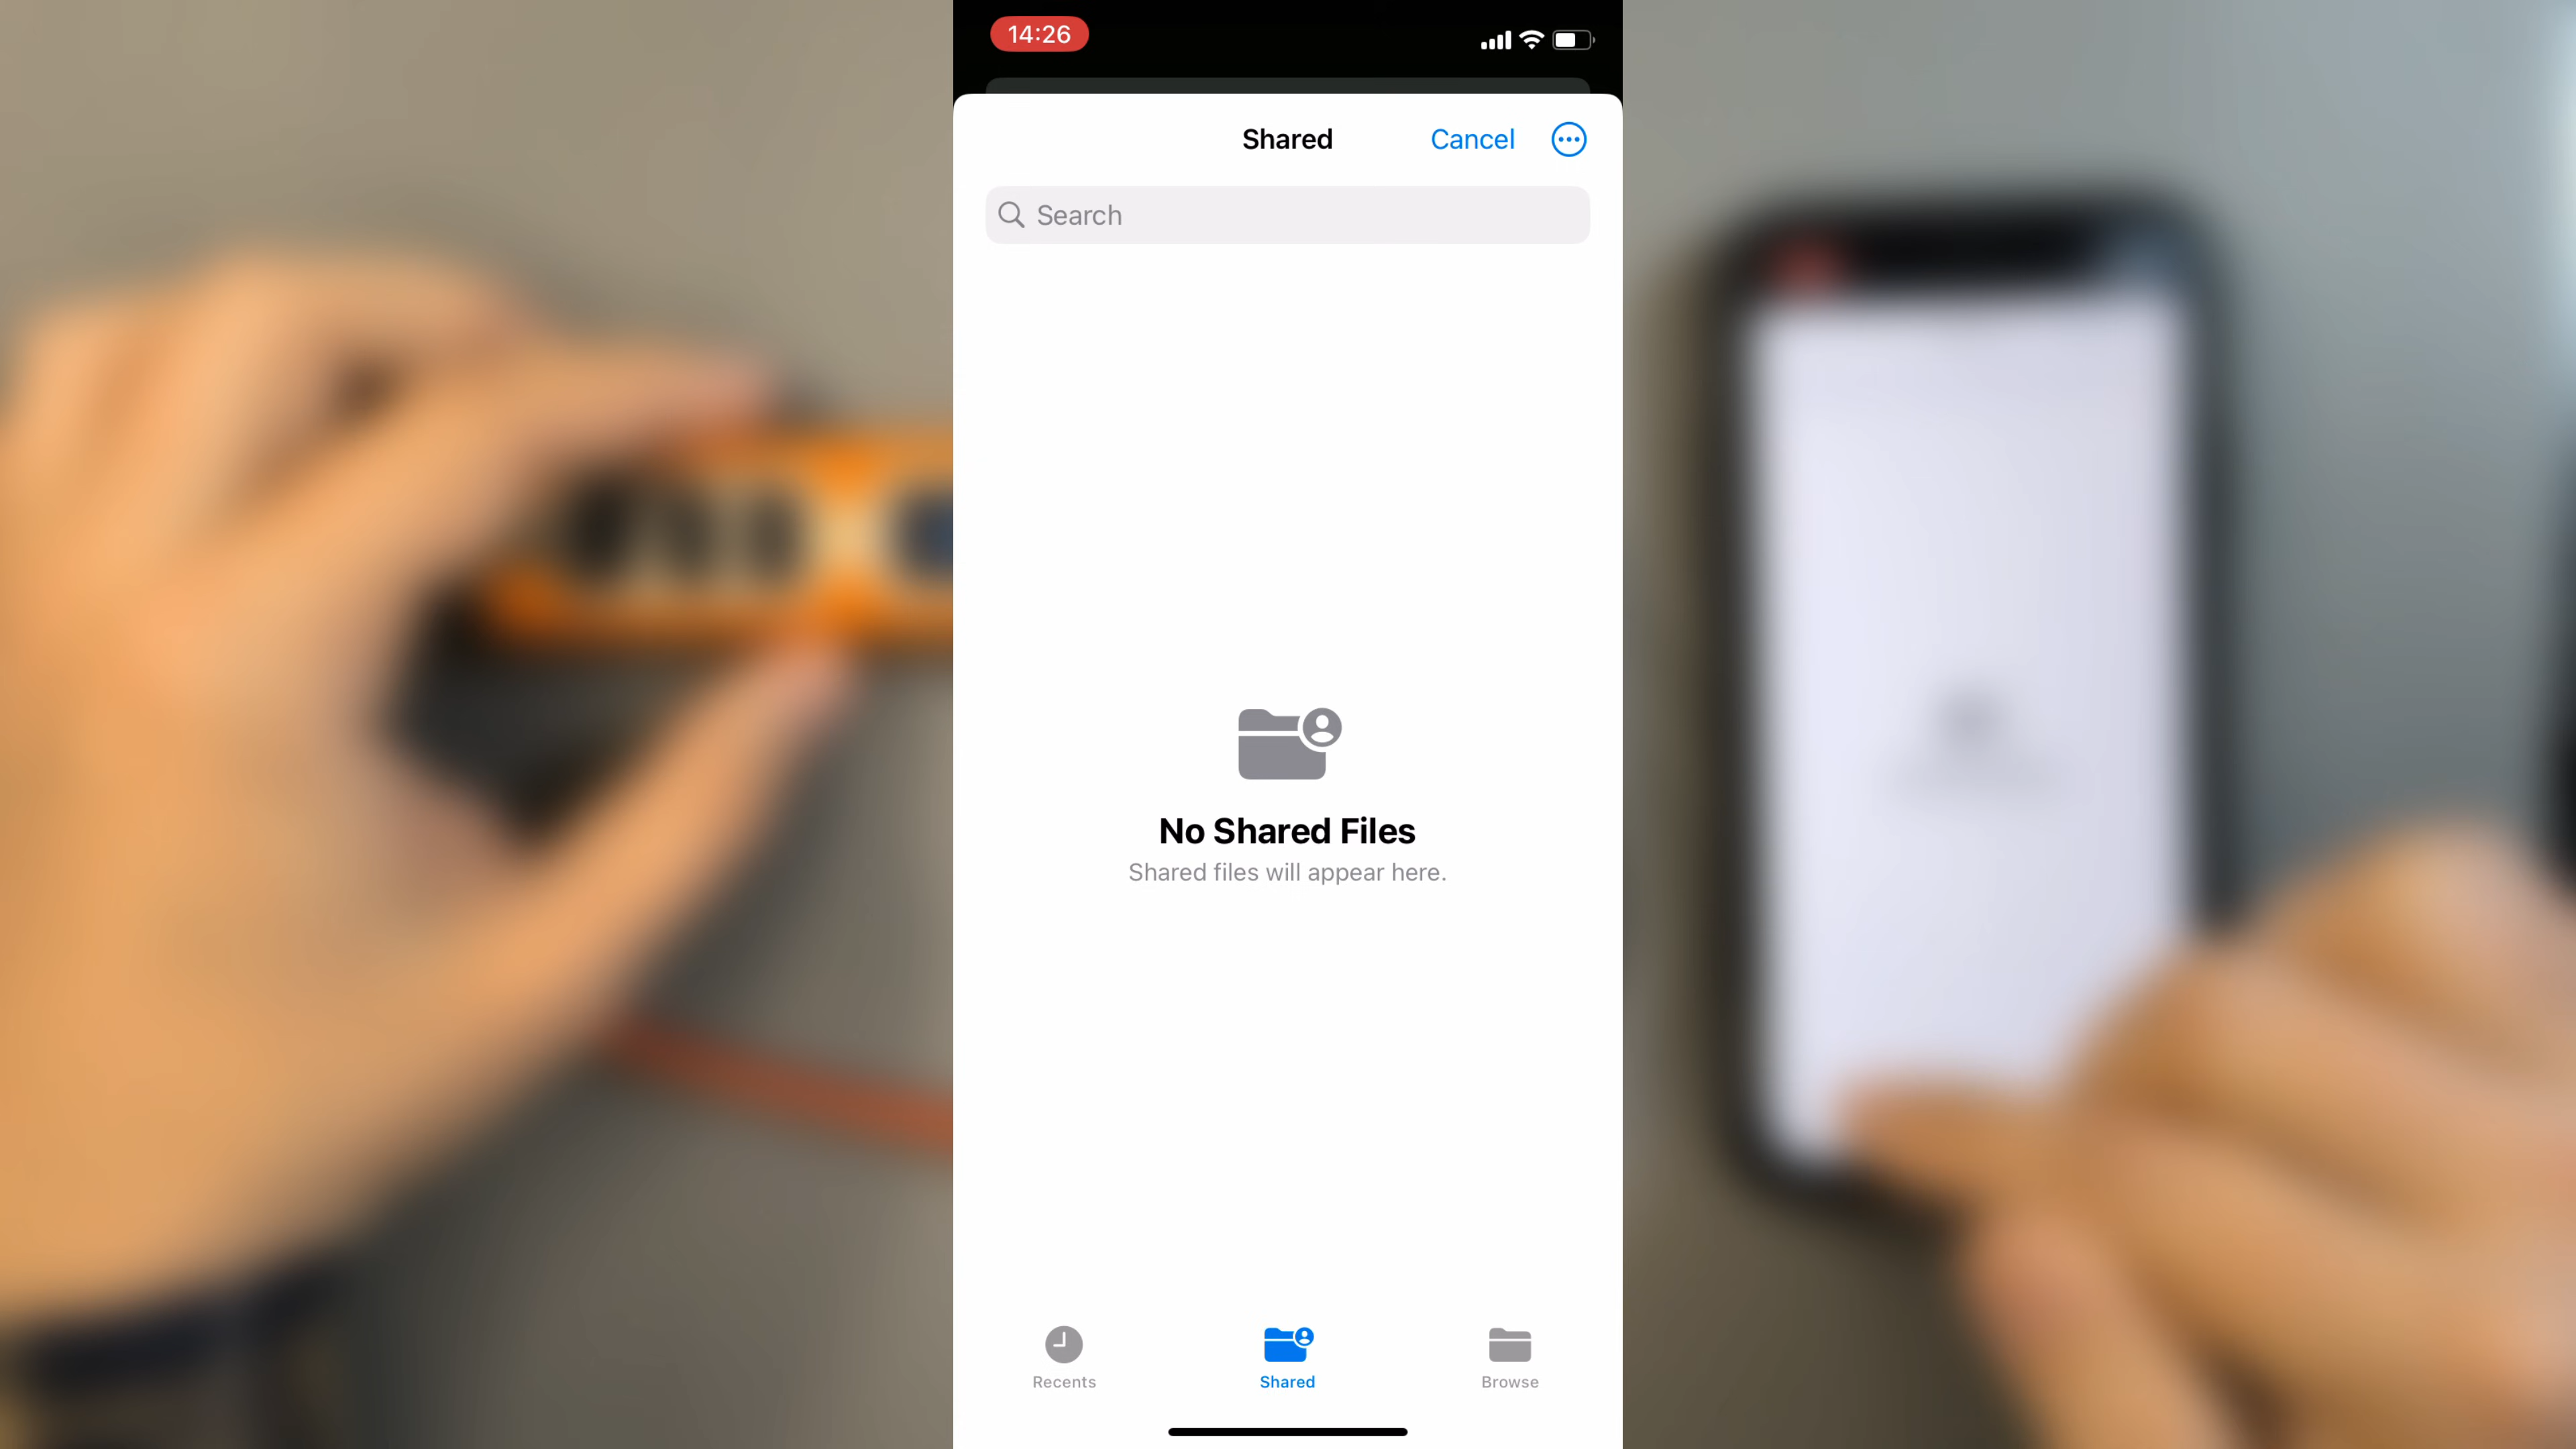 14:26
Shared
Cancel
Search
No Shared Files
Shared files will appear here.
Recents
Shared
Browse